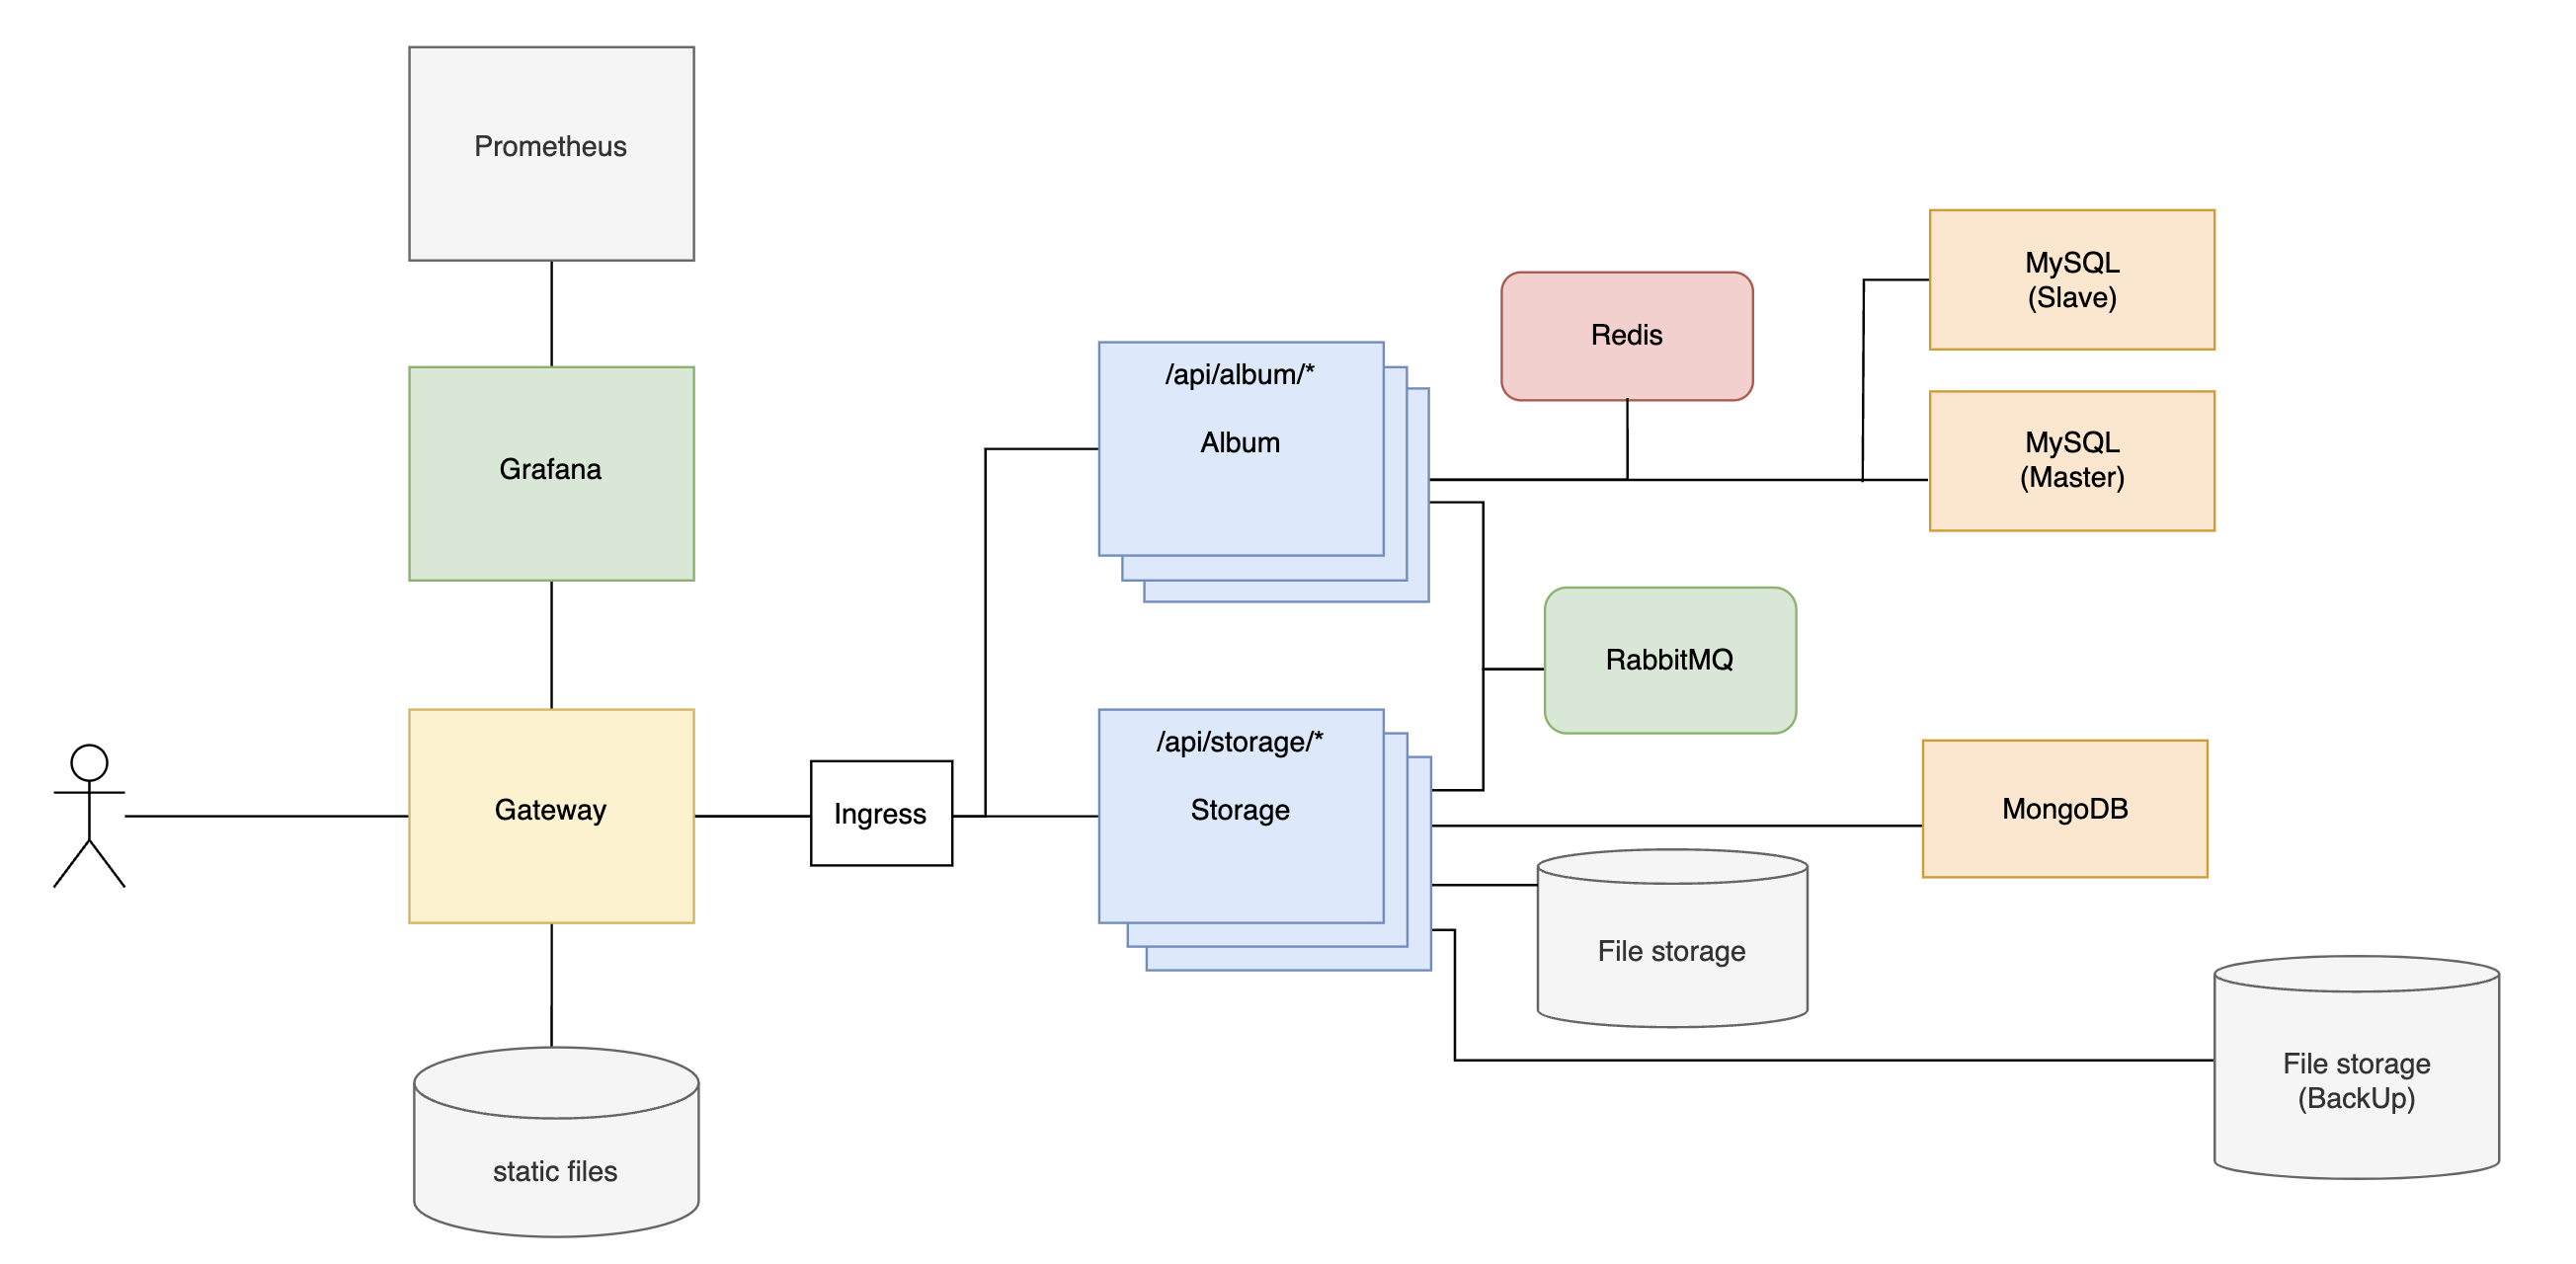 Prometheus
Grafana
Gateway
static files
Ingress
/api/album/*
Album
/api/storage/*
Storage
Redis
RabbitMQ
MySQL
(Slave)
MySQL
(Master)
MongoDB
File storage
File storage
(BackUp)